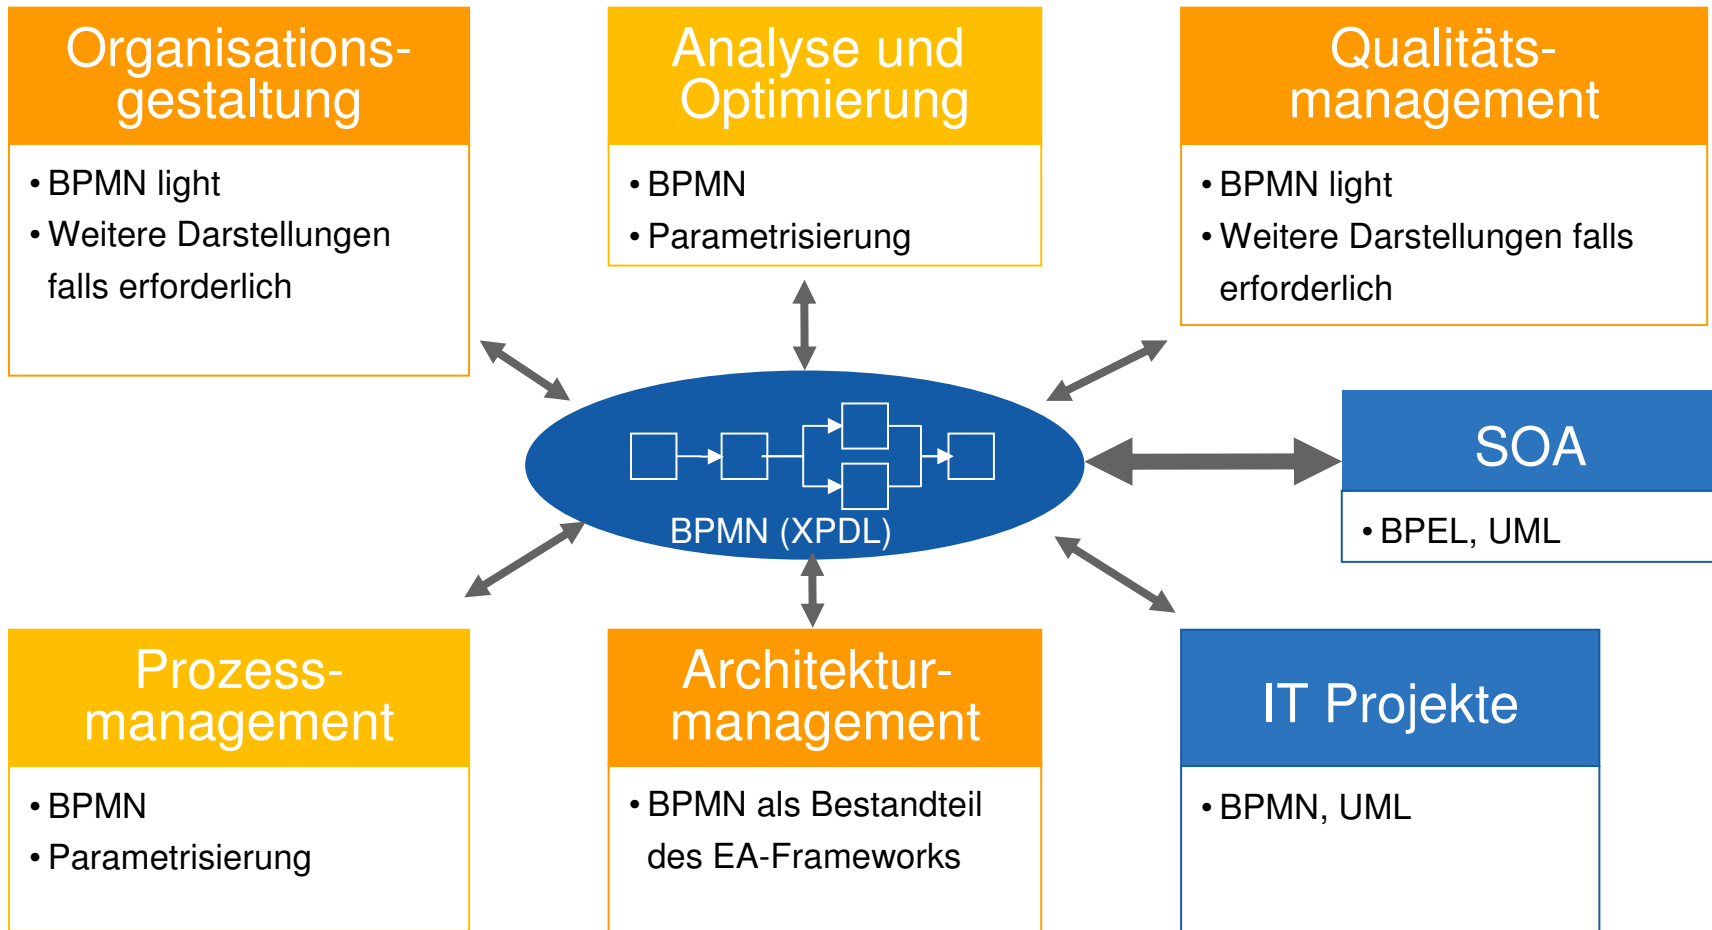 Organisations-
gestaltung
• BPMN light
• Weitere Darstellungen
falls erforderlich
Analyse und
Optimierung
• BPMN
• Parametrisierung
Qualitäts-
management
• BPMN light
• Weitere Darstellungen falls
erforderlich
BPMN (XPDL)
SOA
• BPEL, UML
Prozess-
management
• BPMN
• Parametrisierung
Architektur-
management
• BPMN als Bestandteil
des EA-Frameworks
IT Projekte
• BPMN, UML